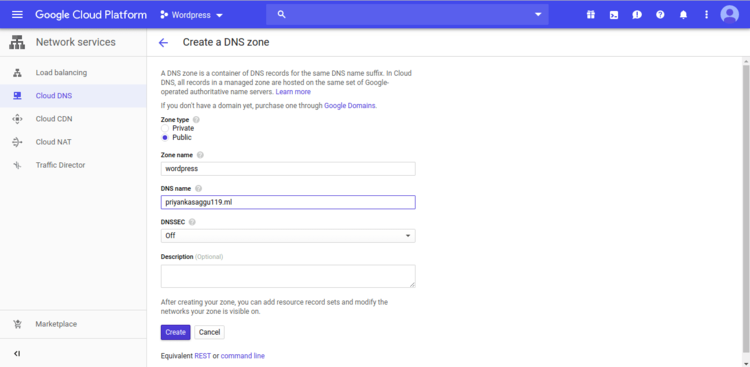 Google Cloud Platform
Wordpress
Network services
Create a DNS zone
Load balancing
Cloud DNS
Cloud CDN
Cloud NAT
Traffic Director
Marketplace
A DNS zone is a container of DNS records for the same DNS name suffix. In Cloud
DNS, all records in a managed zone are hosted on the same set of Google-
operated authoritative name servers. Learn more
If you don't have a domain yet, purchase one through Google Domains.
Zone type
Private
Public
Zone name
wordpress
DNS name
priyankasaggu119.ml
DNSSEC
Off
Description (Optional)
After creating your zone, you can add resource record sets and modify the
networks your zone is visible on.
Create
Cancel
Equivalent REST or command line